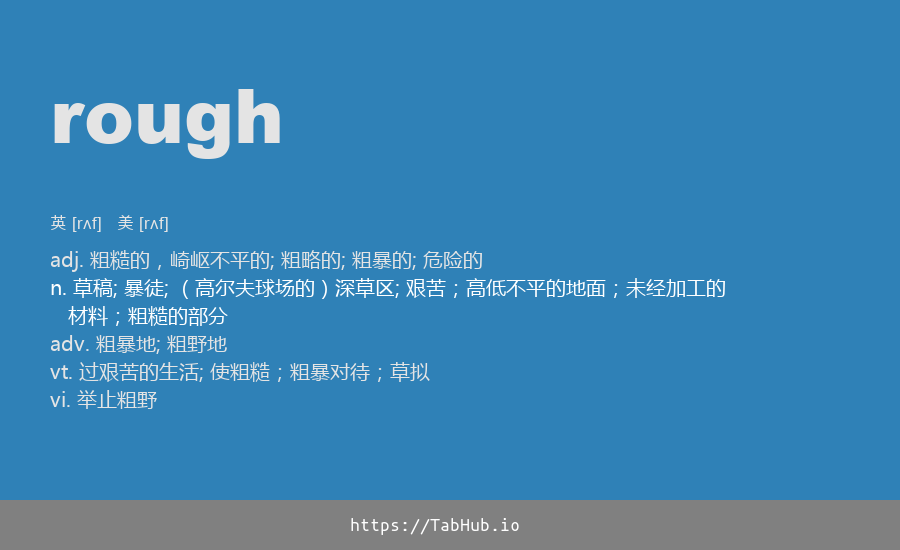 rough
英 [rʌf] 美 [rʌf]
adj. 粗糙的，崎岖不平的; 粗略的; 粗暴的; 危险的
n. 草稿; 暴徒; （高尔夫球场的）深草区; 艰苦；高低不平的地面；未经加工的
材料；粗糙的部分
adv. 粗暴地; 粗野地
vt. 过艰苦的生活; 使粗糙；粗暴对待；草拟
vi. 举止粗野
https://TabHub.io